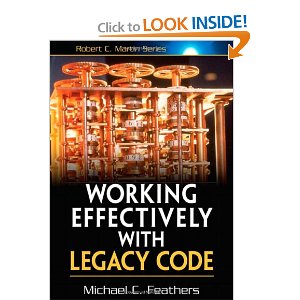 Click to LOOK INSIDE!
Robert C. Martin Series
WORKING
EFFECTIVELY
WITH
LEGACY CODE
Michael C. Feathers